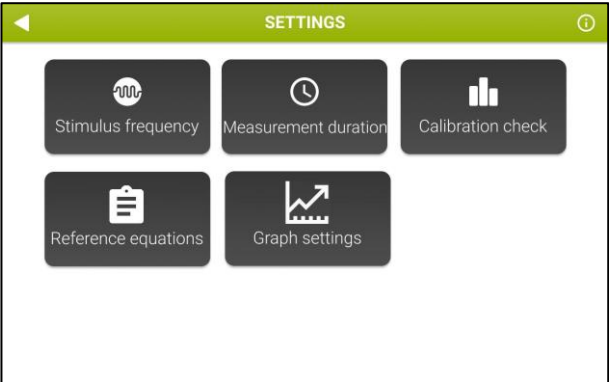 SETTINGS
Stimulus frequency
Measurement duration
Calibration check
Reference equations
Graph settings